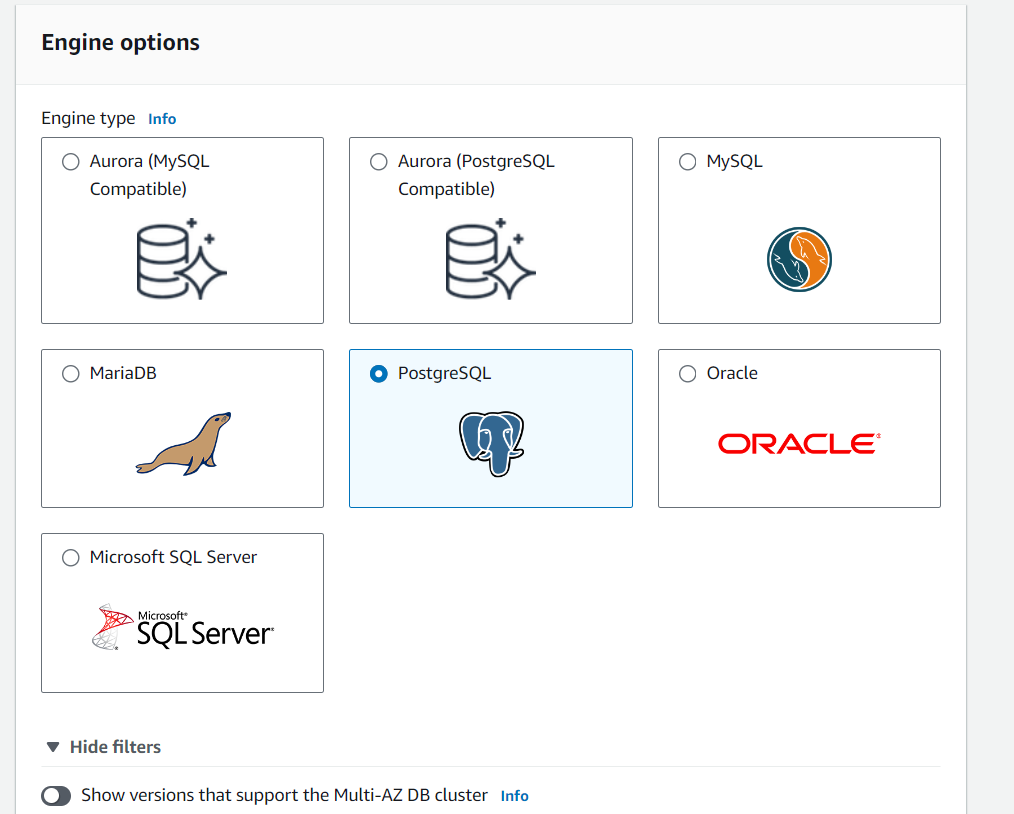 Engine options
Engine type Info
Aurora (MySQL
Compatible)
Aurora (PostgreSQL
Compatible)
MySQL
MariaDB
PostgreSQL
Oracle
ORACLE®
Microsoft SQL Server
Microsoft®
SQL Server®
Hide filters
Show versions that support the Multi-AZ DB cluster Info